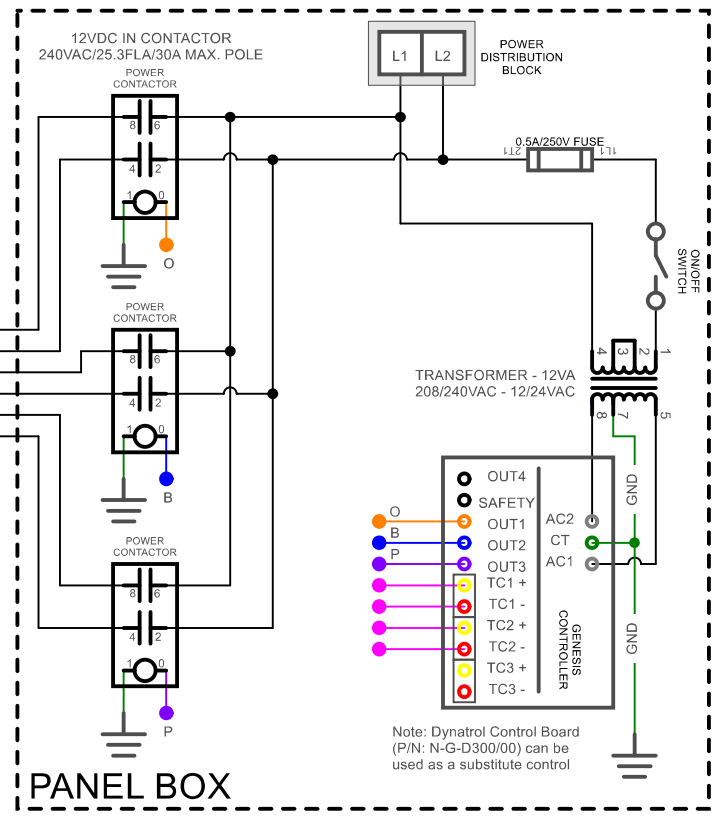 12VDC IN CONTACTOR
240VAC/25.3FLA/30A MAX. POLE
POWER
CONTACTOR
8 6
4 2
1 0
O
L1 L2
POWER
DISTRIBUTION
BLOCK
0.5A/250V FUSE
2T1 1L1
ON/OFF
SWITCH
POWER
CONTACTOR
8 6
4 2
1 0
B
TRANSFORMER - 12VA
208/240VAC - 12/24VAC
4 3 2 1
8 7 5
GND
POWER
CONTACTOR
8 6
4 2
1 0
P
O
B
P
OUT4
SAFETY
OUT1
OUT2
OUT3
TC1 +
TC1 -
TC2 +
TC2 -
TC3 +
TC3 -
AC2
CT
AC1
GENESIS
CONTROLLER
GND
Note: Dynatrol Control Board
(P/N: N-G-D300/00) can be
used as a substitute control
PANEL BOX